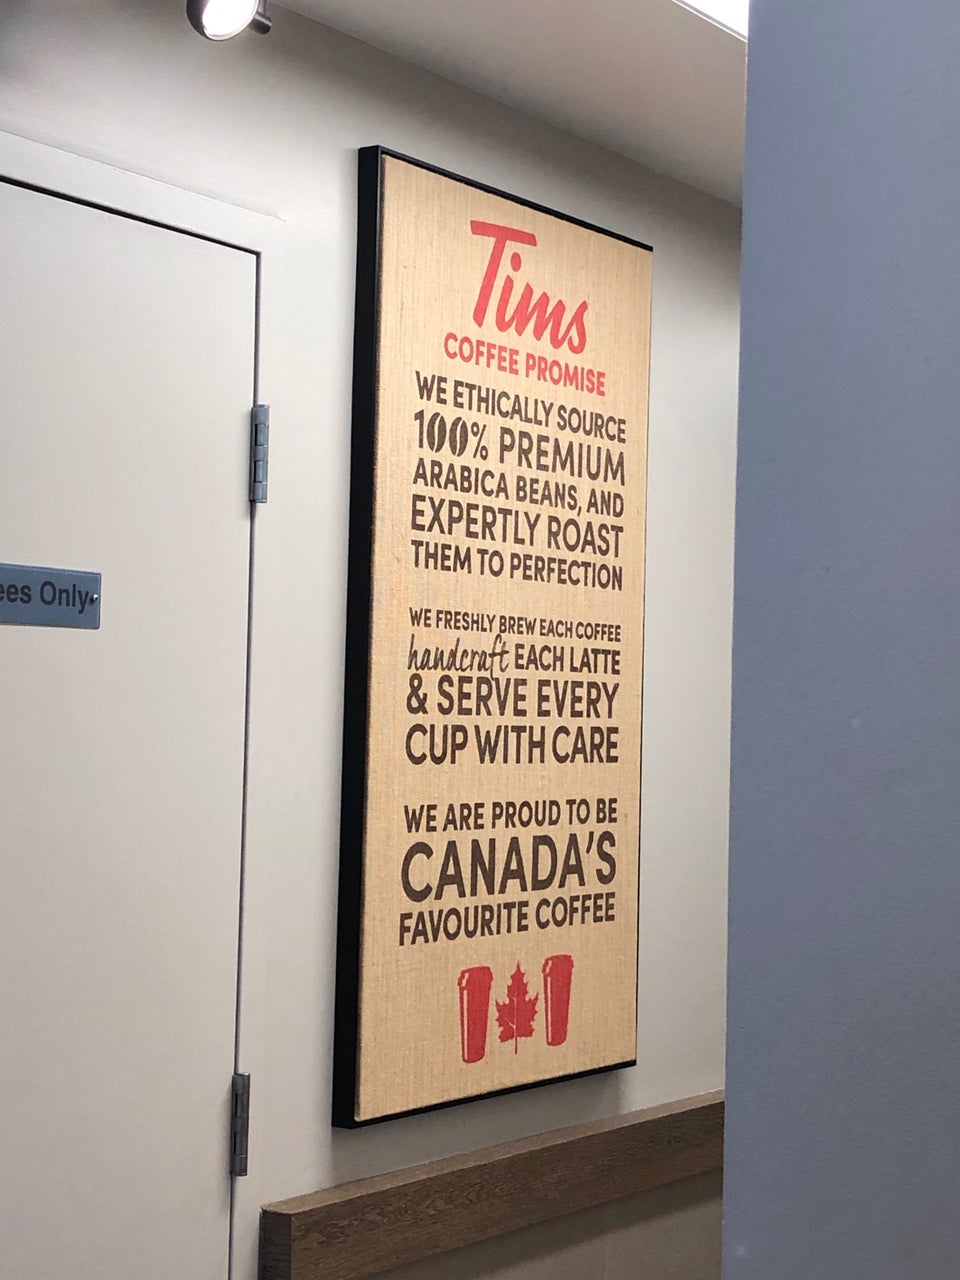 Tims
COFFEE PROMISE
WE ETHICALLY SOURCE
100% PREMIUM
ARABICA BEANS, AND
EXPERTLY ROAST
THEM TO PERFECTION
WE FRESHLY BREW EACH COFFEE
handcraft EACH LATTE
& SERVE EVERY
CUP WITH CARE
WE ARE PROUD TO BE
CANADA'S
FAVOURITE COFFEE
ees Only